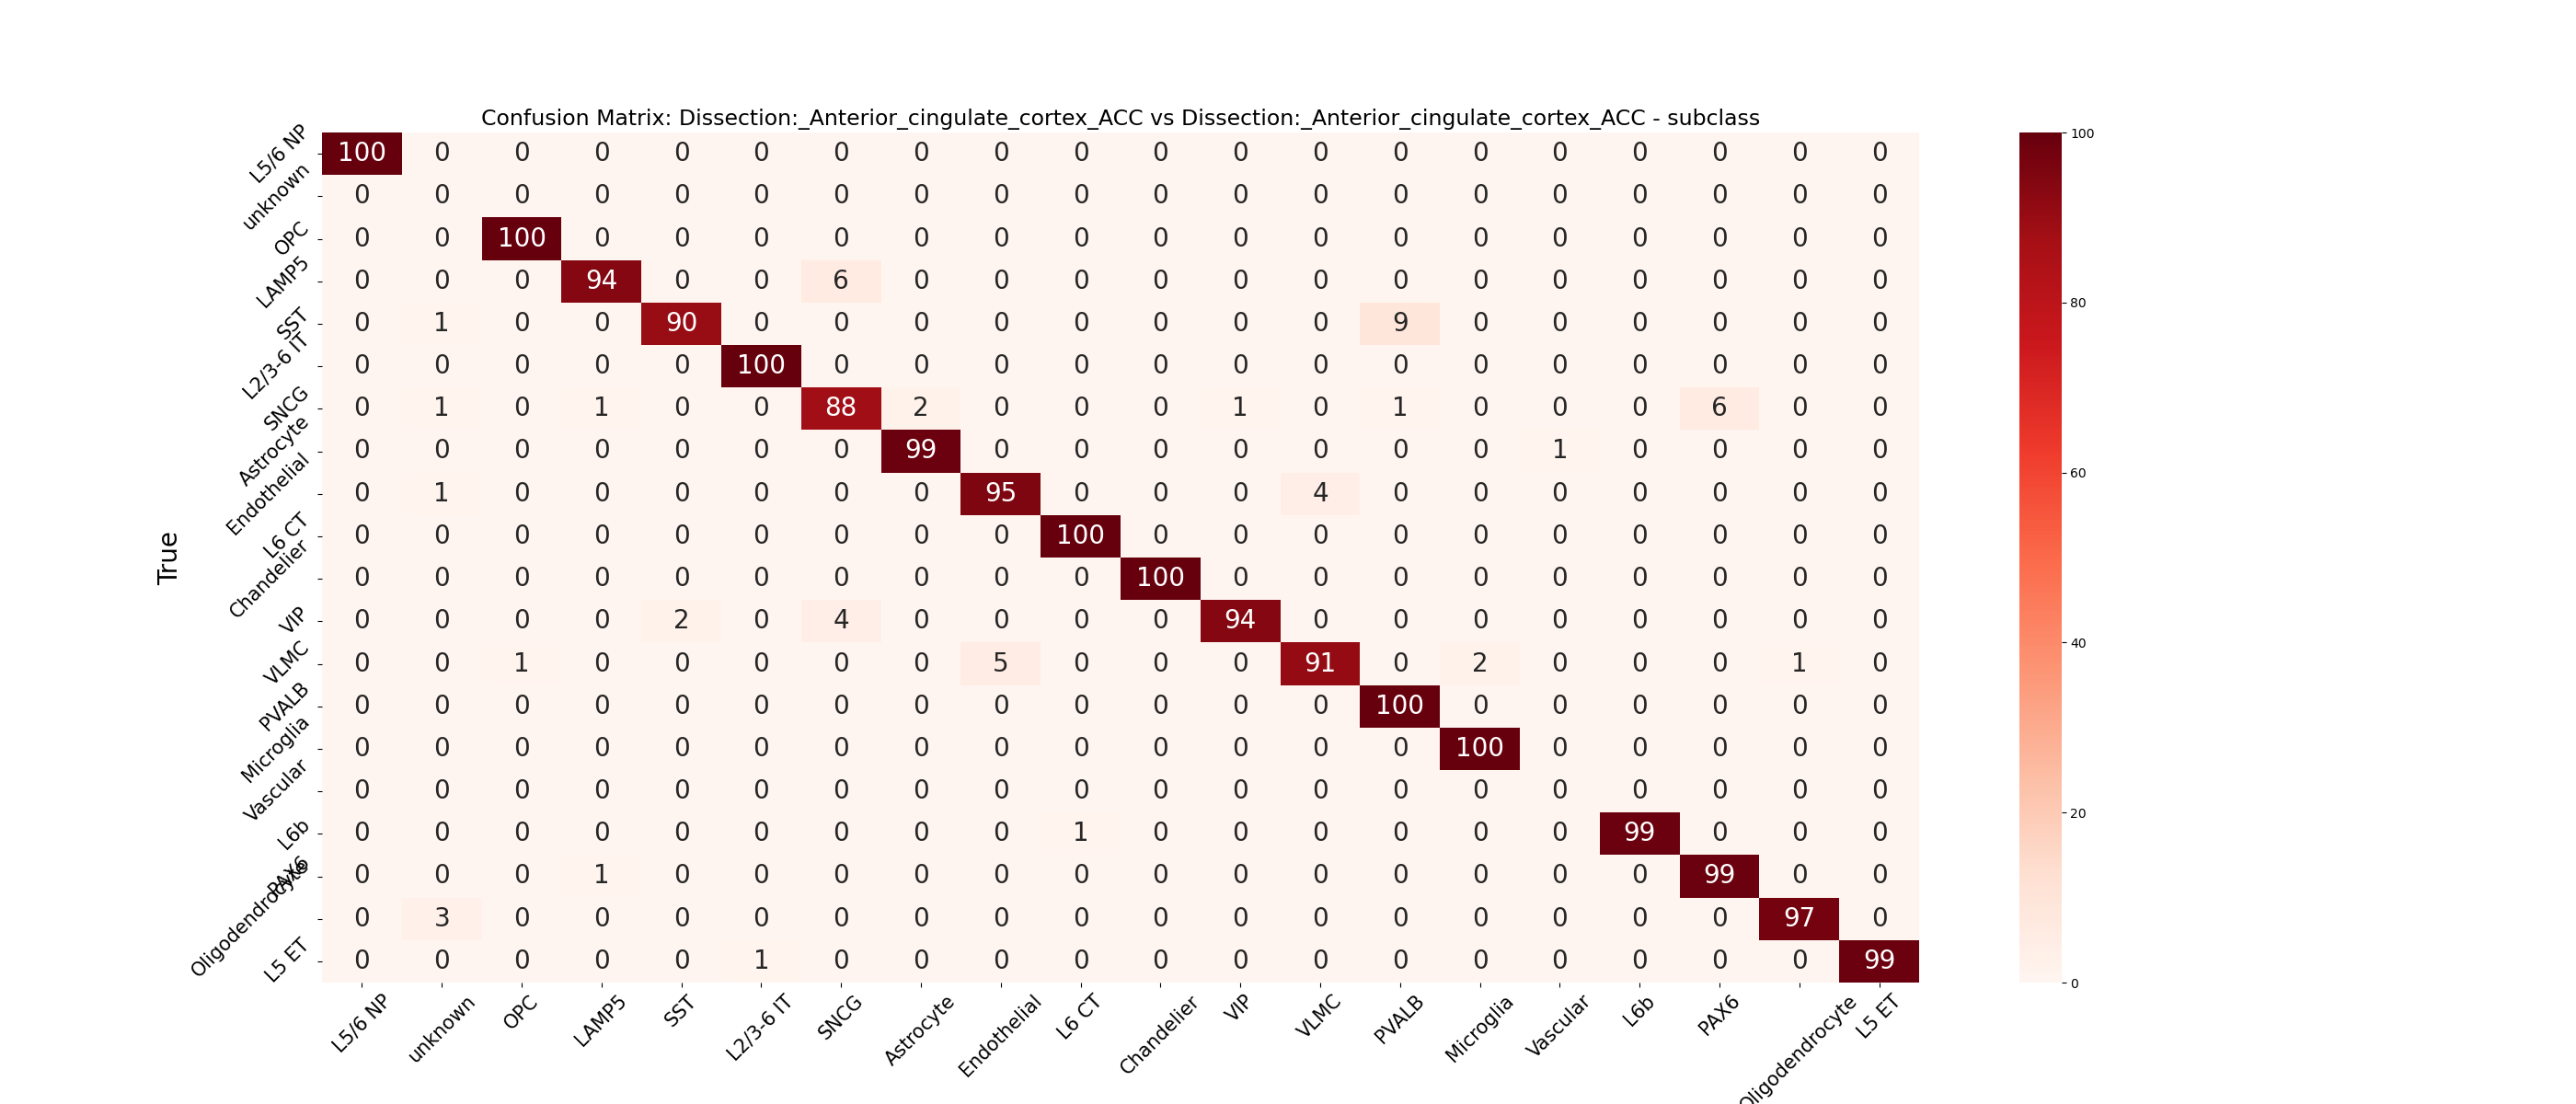 Confusion Matrix: Dissection:_Anterior_cingulate_cortex_ACC vs Dissection:_Anterior_cingulate_cortex_ACC - subclass
True
L5/6 NP 100 0 0 0 0 0 0 0 0 0 0 0 0 0 0 0 0 0 0 0
unknown 0 0 0 0 0 0 0 0 0 0 0 0 0 0 0 0 0 0 0 0
OPC 0 0 100 0 0 0 0 0 0 0 0 0 0 0 0 0 0 0 0 0
LAMP5 0 0 0 94 0 0 6 0 0 0 0 0 0 0 0 0 0 0 0 0
SST 0 1 0 0 90 0 0 0 0 0 0 0 0 9 0 0 0 0 0 0
L2/3-6 IT 0 0 0 0 0 100 0 0 0 0 0 0 0 0 0 0 0 0 0 0
SNCG 0 1 0 1 0 0 88 2 0 0 0 1 0 1 0 0 0 6 0 0
Astrocyte 0 0 0 0 0 0 0 99 0 0 0 0 0 0 0 1 0 0 0 0
Endothelial 0 1 0 0 0 0 0 0 95 0 0 0 4 0 0 0 0 0 0 0
L6 CT 0 0 0 0 0 0 0 0 0 100 0 0 0 0 0 0 0 0 0 0
Chandelier 0 0 0 0 0 0 0 0 0 0 100 0 0 0 0 0 0 0 0 0
VIP 0 0 0 0 2 0 4 0 0 0 0 94 0 0 0 0 0 0 0 0
VLMC 0 0 1 0 0 0 0 0 5 0 0 0 91 0 2 0 0 0 1 0
PVALB 0 0 0 0 0 0 0 0 0 0 0 0 0 100 0 0 0 0 0 0
Microglia 0 0 0 0 0 0 0 0 0 0 0 0 0 0 100 0 0 0 0 0
Vascular 0 0 0 0 0 0 0 0 0 0 0 0 0 0 0 0 0 0 0 0
L6b 0 0 0 0 0 0 0 0 0 1 0 0 0 0 0 0 99 0 0 0
PAX6 0 0 0 1 0 0 0 0 0 0 0 0 0 0 0 0 0 99 0 0
Oligodendrocyte 0 3 0 0 0 0 0 0 0 0 0 0 0 0 0 0 0 0 97 0
L5 ET 0 0 0 0 0 1 0 0 0 0 0 0 0 0 0 0 0 0 0 99
L5/6 NP unknown OPC LAMP5 SST L2/3-6 IT SNCG Astrocyte Endothelial L6 CT Chandelier VIP VLMC PVALB Microglia Vascular L6b PAX6 Oligodendrocyte L5 ET
100
80
60
40
20
0